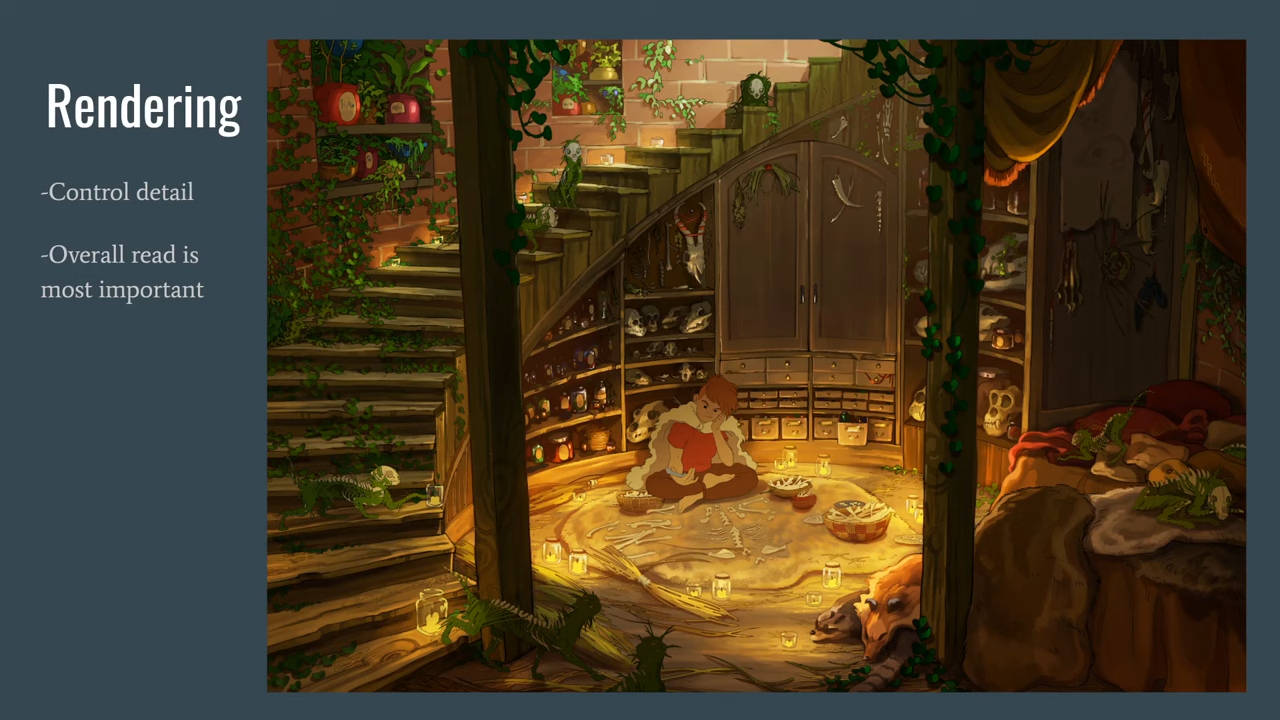 Rendering
-Control detail
-Overall read is
most important